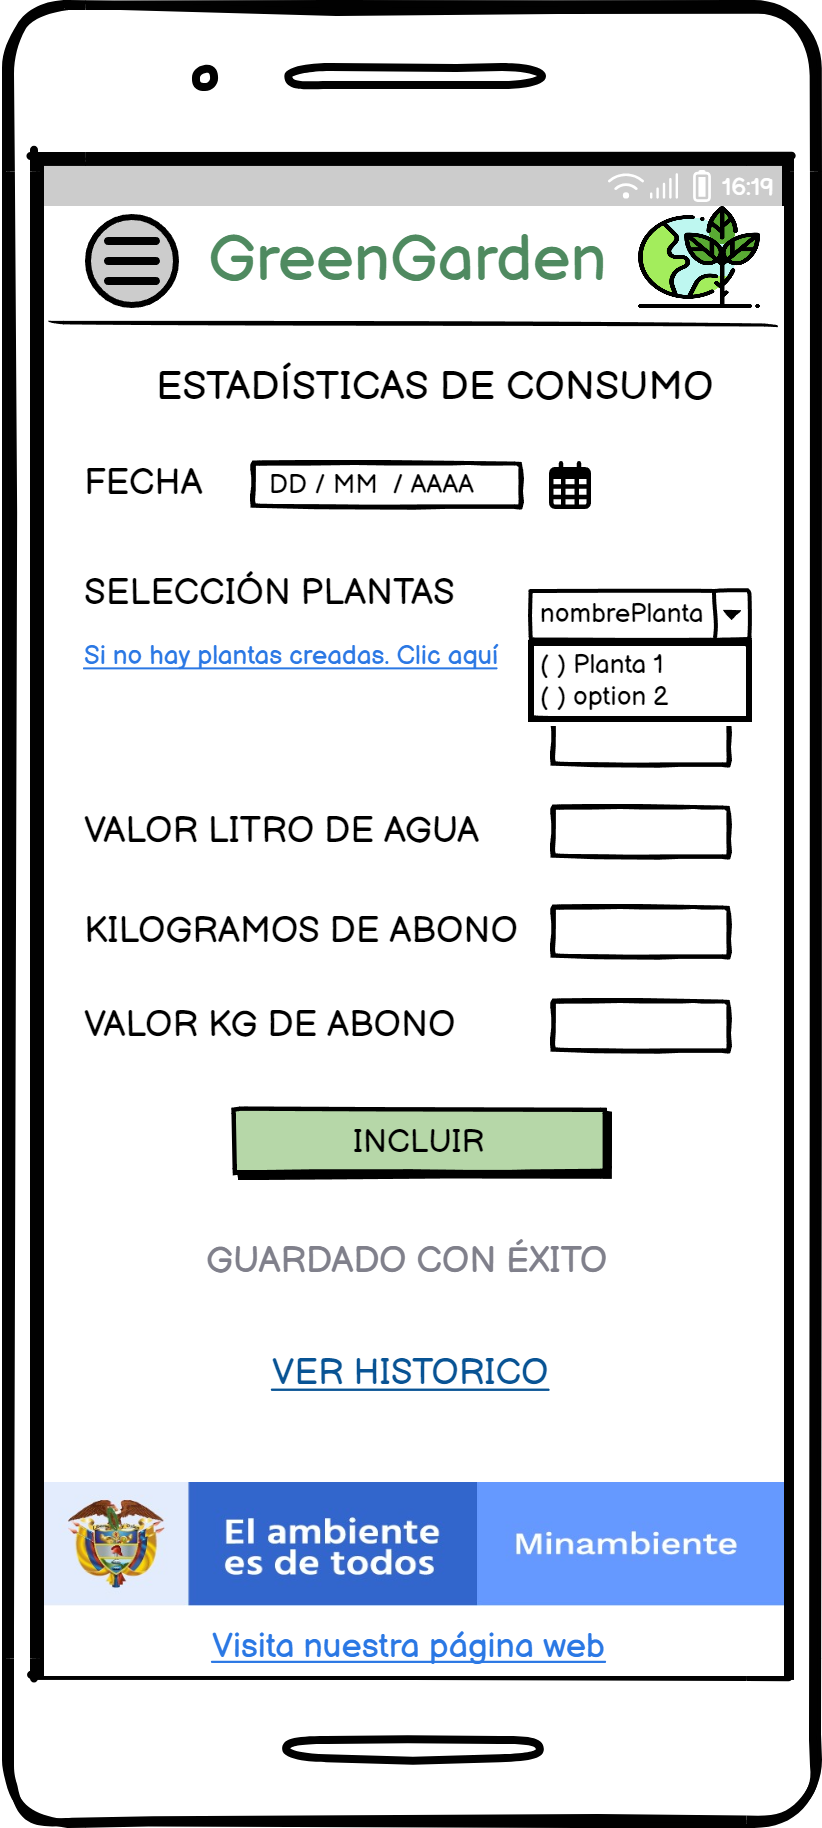 16:19
GreenGarden
ESTADÍSTICAS DE CONSUMO
FECHA DD / MM / AAAA
SELECCIÓN PLANTAS
nombrePlanta
Si no hay plantas creadas. Clic aquí
( ) Planta 1
( ) option 2
VALOR LITRO DE AGUA
KILOGRAMOS DE ABONO
VALOR KG DE ABONO
INCLUIR
GUARDADO CON ÉXITO
VER HISTORICO
El ambiente
es de todos
Minambiente
Visita nuestra página web